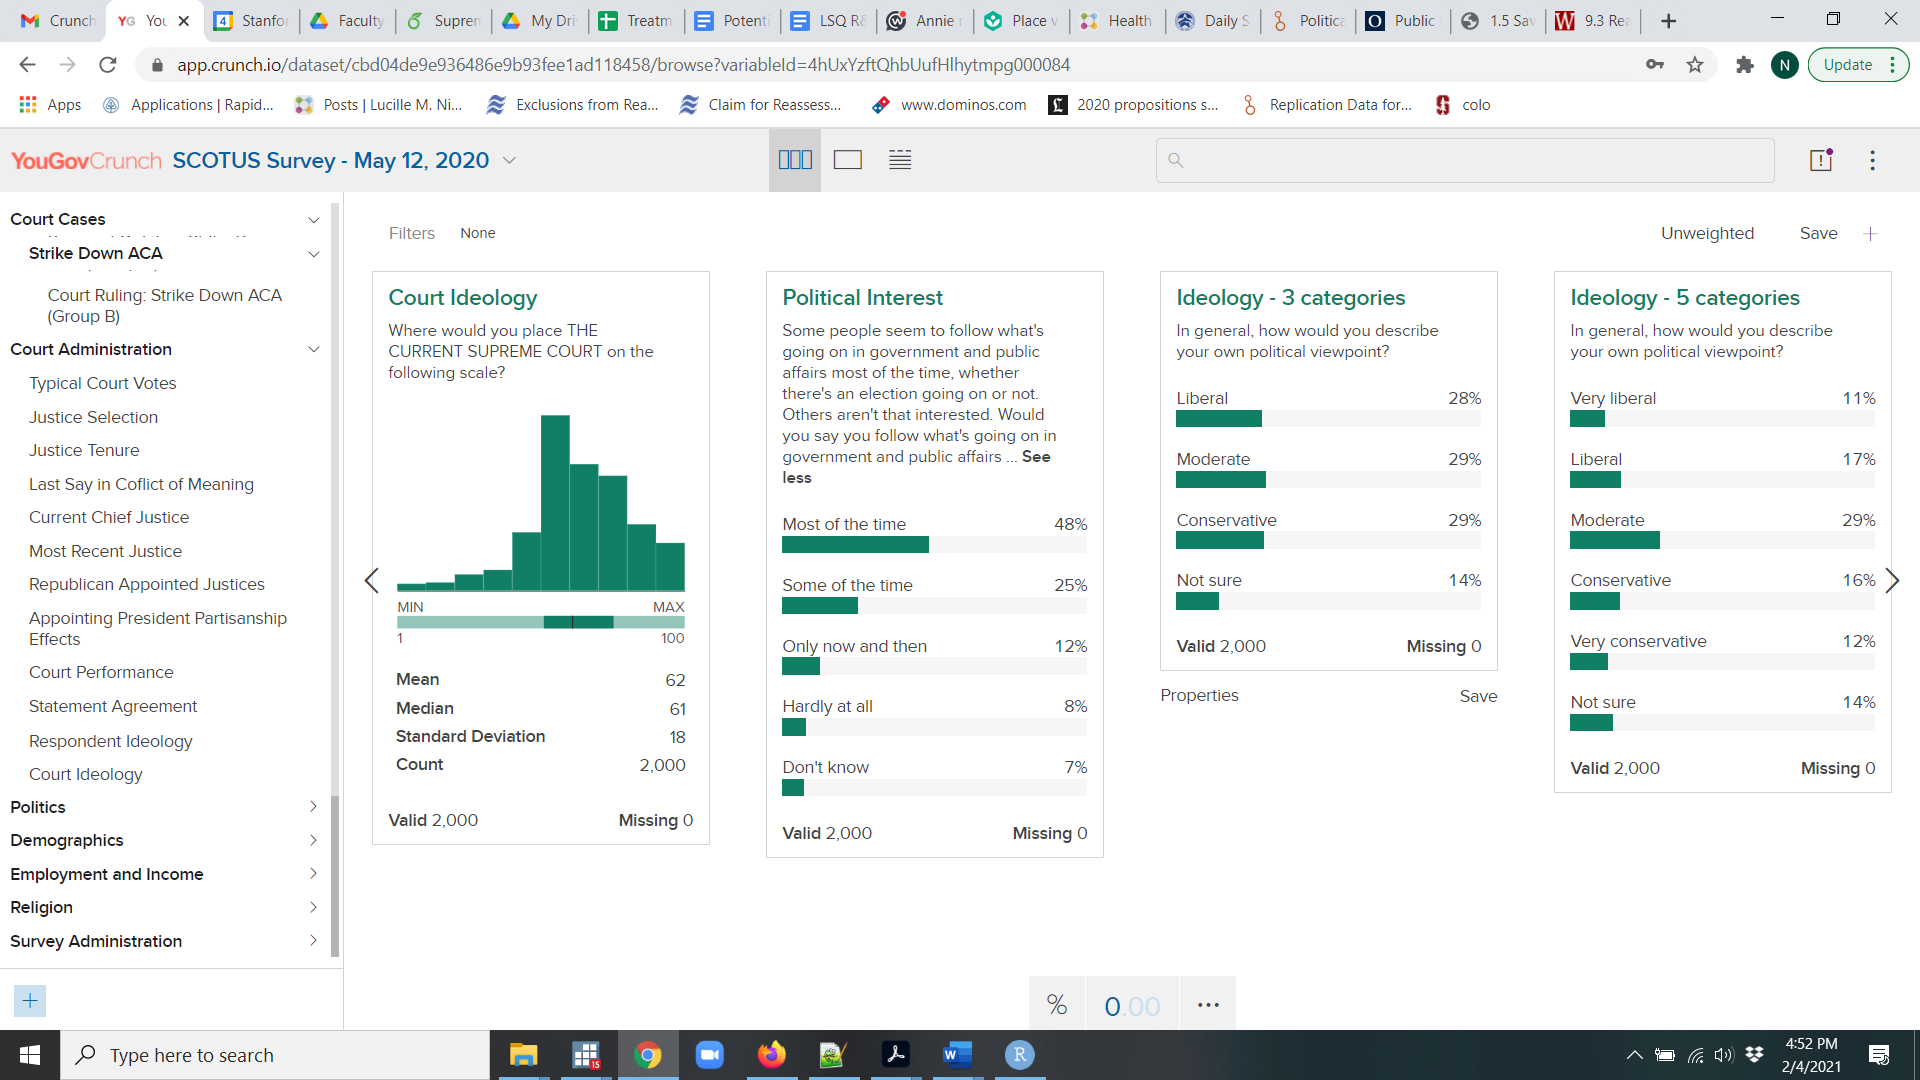 Crunch
YG You
4 Stanfo
Faculty
Suprem
My Dri
Treatm
Potenti
LSQ R&
Annie
Place v
Health
Daily S
Politica
Public
1.5 Sav
9.3 Rea
app.crunch.io/dataset/cbd04de9e936486e9b93fee1ad118458/browse?variableId=4hUxYzftQhbUufHlhytmpg000084
N
Update
Apps
Applications | Rapid...
Posts | Lucille M. Ni...
Exclusions from Rea...
Claim for Reassess...
www.dominos.com
2020 propositions s...
Replication Data for...
colo
YouGovCrunch SCOTUS Survey - May 12, 2020
Court Cases
Strike Down ACA
Court Ruling: Strike Down ACA
(Group B)
Court Administration
Typical Court Votes
Justice Selection
Justice Tenure
Last Say in Coflict of Meaning
Current Chief Justice
Most Recent Justice
Republican Appointed Justices
Appointing President Partisanship
Effects
Court Performance
Statement Agreement
Respondent Ideology
Court Ideology
Politics
Demographics
Employment and Income
Religion
Survey Administration
Filters None
Unweighted Save
Court Ideology
Where would you place THE
CURRENT SUPREME COURT on the
following scale?
MIN MAX
1 100
Mean 62
Median 61
Standard Deviation 18
Count 2,000
Valid 2,000 Missing 0
Political Interest
Some people seem to follow what's
going on in government and public
affairs most of the time, whether
there's an election going on or not.
Others aren't that interested. Would
you say you follow what's going on in
government and public affairs ... See
less
Most of the time 48%
Some of the time 25%
Only now and then 12%
Hardly at all 8%
Don't know 7%
Valid 2,000 Missing 0
Ideology - 3 categories
In general, how would you describe
your own political viewpoint?
Liberal 28%
Moderate 29%
Conservative 29%
Not sure 14%
Valid 2,000 Missing 0
Properties Save
Ideology - 5 categories
In general, how would you describe
your own political viewpoint?
Very liberal 11%
Liberal 17%
Moderate 29%
Conservative 16%
Very conservative 12%
Not sure 14%
Valid 2,000 Missing 0
% 0.00 ...
Type here to search
15
4:52 PM
2/4/2021